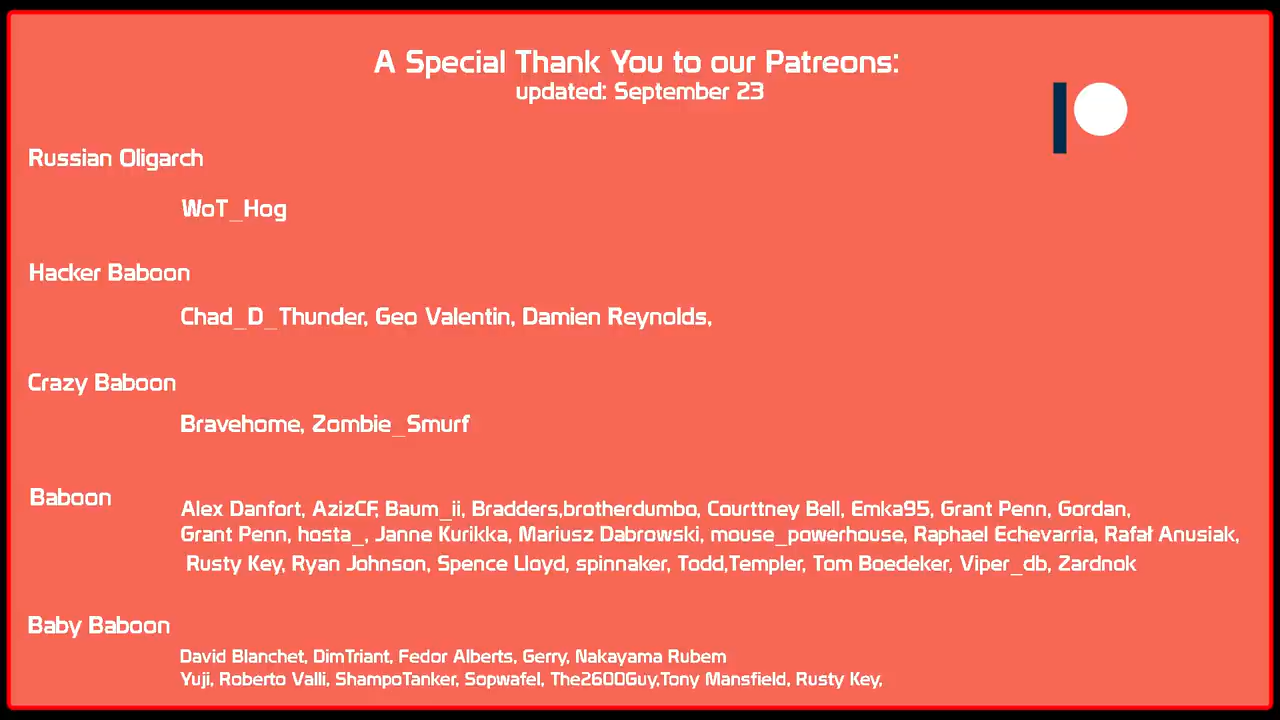 A Special Thank You to our Patreons:
updated: September 23
Russian Oligarch
WoT_Hog
Hacker Baboon
Chad_D_Thunder, Geo Valentin, Damien Reynolds,
Crazy Baboon
Bravehome, Zombie_Smurf
Baboon
Alex Danfort, AzizCF, Baum_ii, Bradders,brotherdumbo, Courttney Bell, Emka95, Grant Penn, Gordan,
Grant Penn, hosta_, Janne Kurikka, Mariusz Dabrowski, mouse_powerhouse, Raphael Echevarria, Rafał Anusiak,
Rusty Key, Ryan Johnson, Spence Lloyd, spinnaker, Todd,Templer, Tom Boedeker, Viper_db, Zardnok
Baby Baboon
David Blanchet, DimTriant, Fedor Alberts, Gerry, Nakayama Rubem
Yuji, Roberto Valli, ShampoTanker, Sopwafel, The2600Guy,Tony Mansfield, Rusty Key,